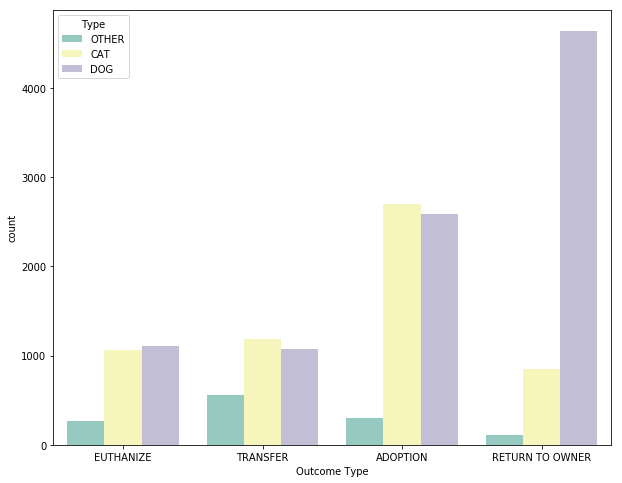 Type
OTHER
CAT
DOG
count
4000
3000
2000
1000
0
EUTHANIZE TRANSFER ADOPTION RETURN TO OWNER
Outcome Type